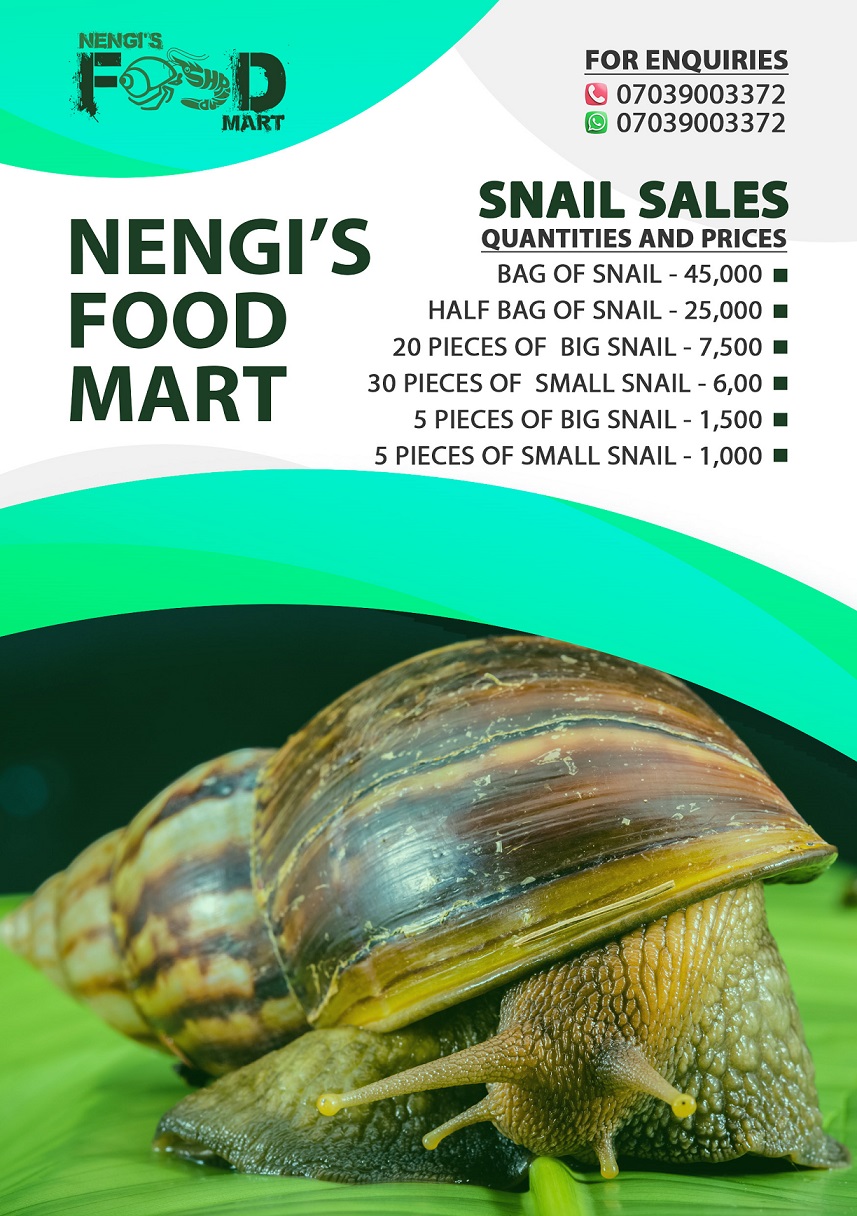 NENGI'S
FOOD
MART
FOR ENQUIRIES
07039003372
07039003372
NENGI'S
FOOD
MART
SNAIL SALES
QUANTITIES AND PRICES
BAG OF SNAIL - 45,000
HALF BAG OF SNAIL - 25,000
20 PIECES OF BIG SNAIL - 7,500
30 PIECES OF SMALL SNAIL - 6,00
5 PIECES OF BIG SNAIL - 1,500
5 PIECES OF SMALL SNAIL - 1,000